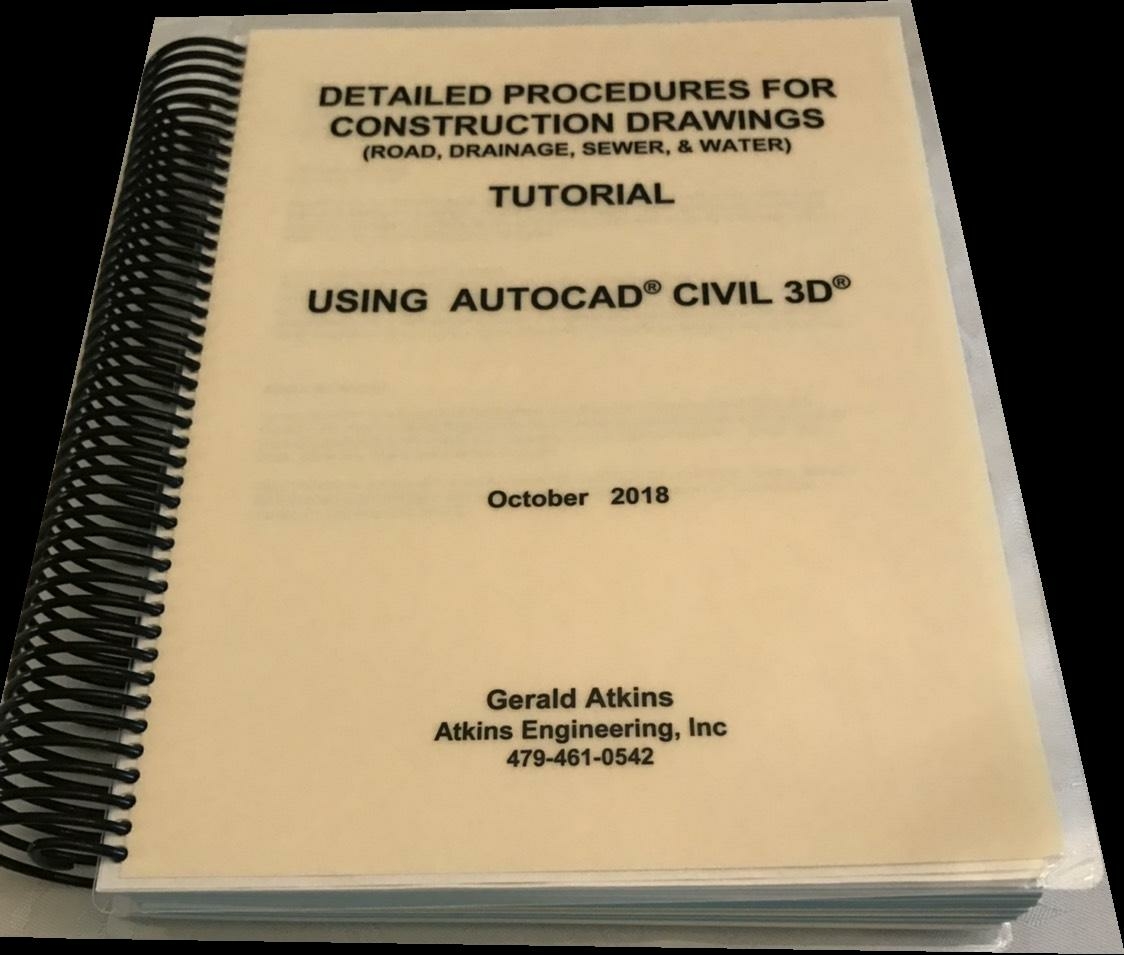 DETAILED PROCEDURES FOR
CONSTRUCTION DRAWINGS
(ROAD, DRAINAGE, SEWER, & WATER)
TUTORIAL
USING AUTOCAD® CIVIL 3D®
October 2018
Gerald Atkins
Atkins Engineering, Inc
479-461-0542